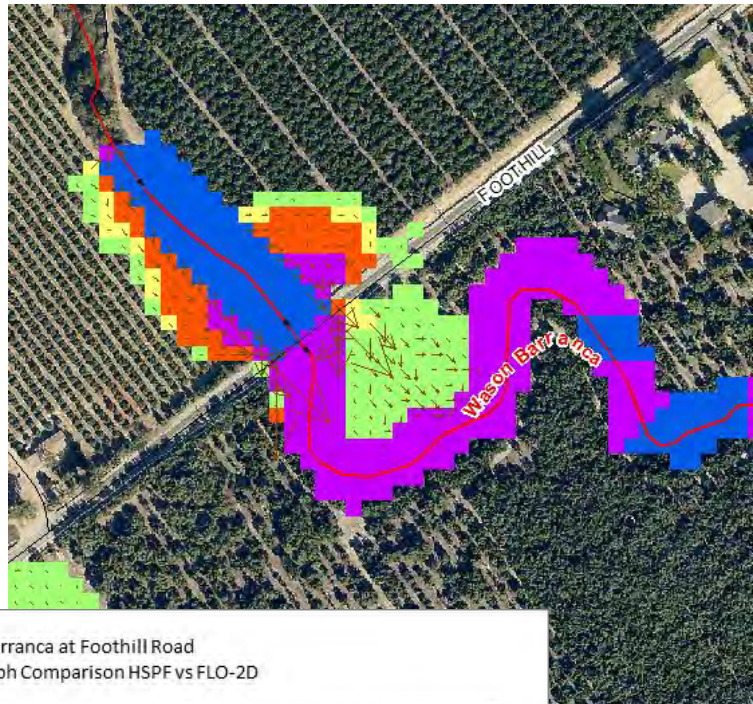 FOOTHILL
Wason Barranca
rranca at Foothill Road
ph Comparison HSPF vs FLO-2D